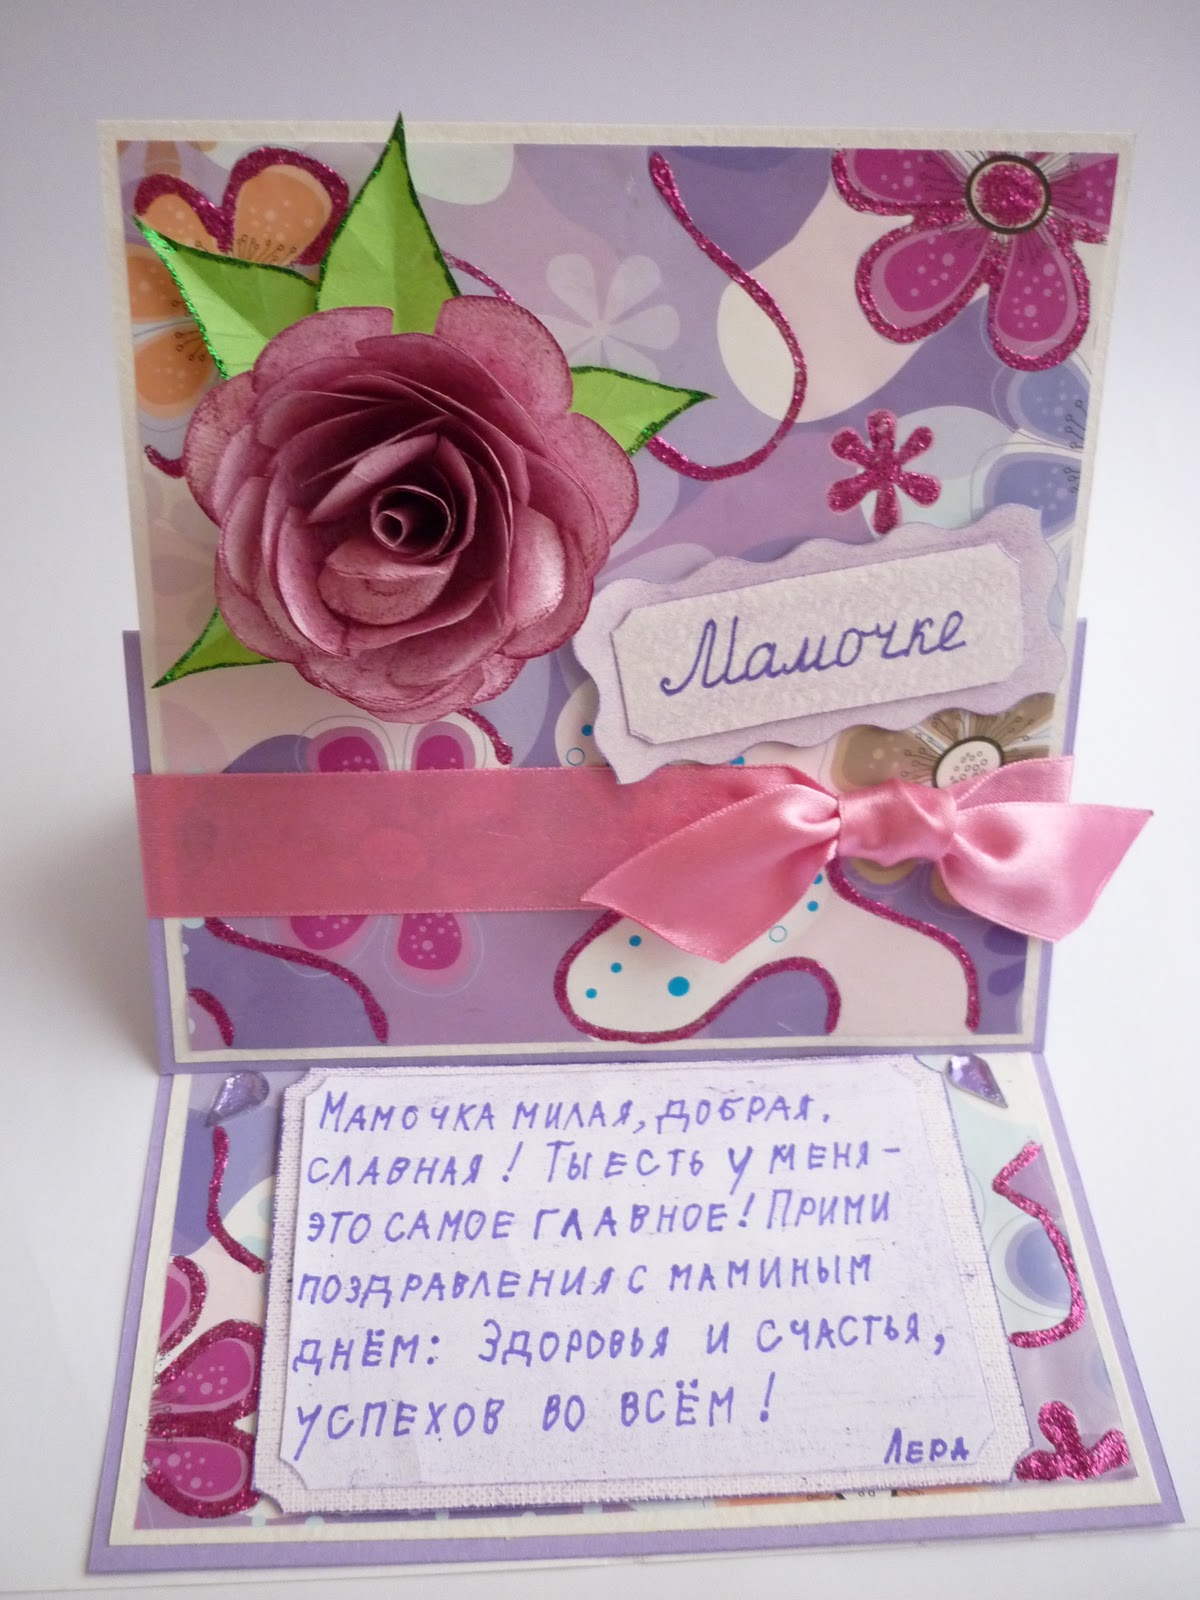 Мамочке
Мамочка милая, добрая.
славная! Ты есть у меня –
это самое главное! Прими
поздравления с маминым
днём: Здоровья и счастья,
успехов во всём!
Лера